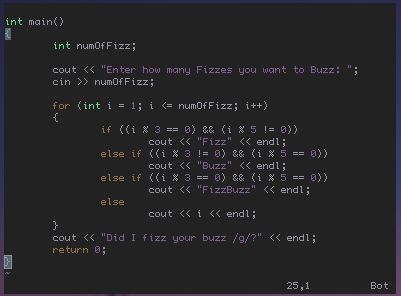 int main()
{
        int numOfFizz;

        cout << "Enter how many Fizzes you want to Buzz: ";
        cin >> numOfFizz;

        for (int i = 1; i <= numOfFizz; i++)
        {
                if ((i % 3 == 0) && (i % 5 != 0))
                        cout << "Fizz" << endl;
                else if ((i % 3 != 0) && (i % 5 == 0))
                        cout << "Buzz" << endl;
                else if ((i % 3 == 0) && (i % 5 == 0))
                        cout << "FizzBuzz" << endl;
                else
                        cout << i << endl;
        }
        cout << "Did I fizz your buzz /g/?" << endl;
        return 0;
}
~
25,1 Bot